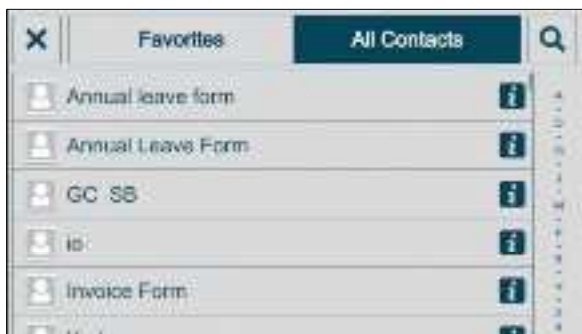 Favorites
All Contacts
Annual leave form
Annual Leave Form
GC SB
io
Invoice Form